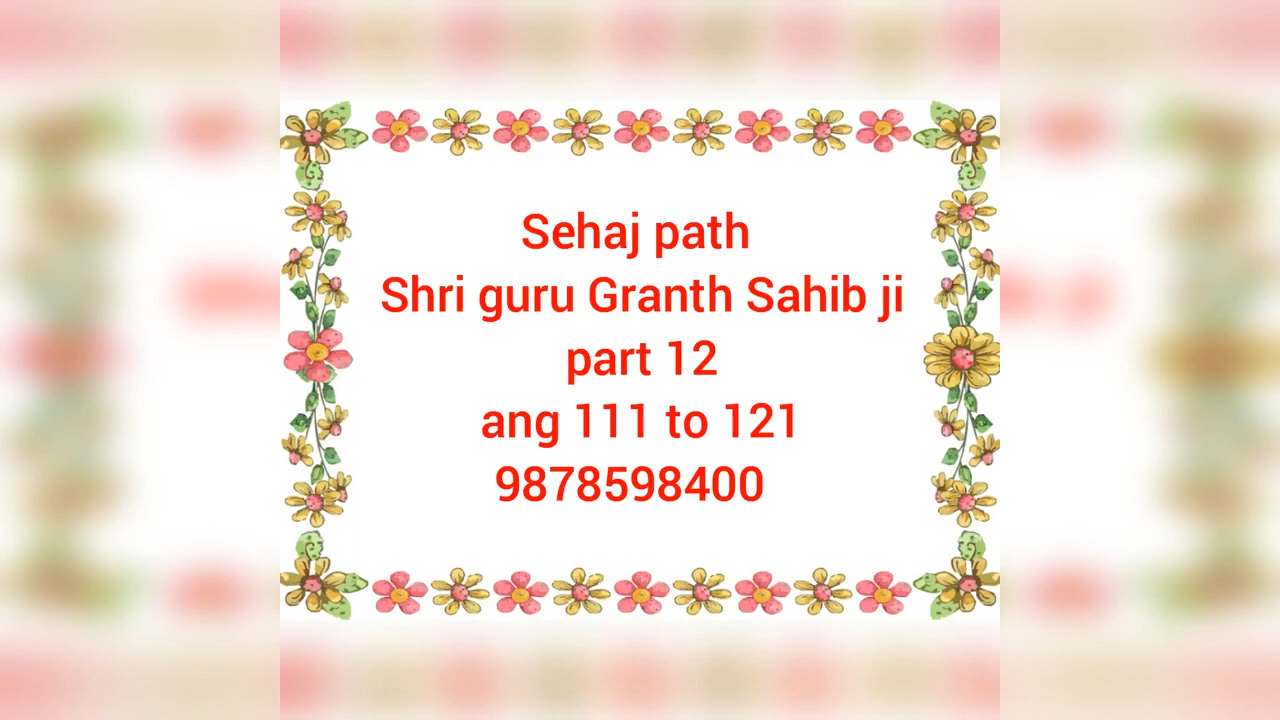 Sehaj path
Shri guru Granth Sahib ji
part 12
ang 111 to 121
9878598400